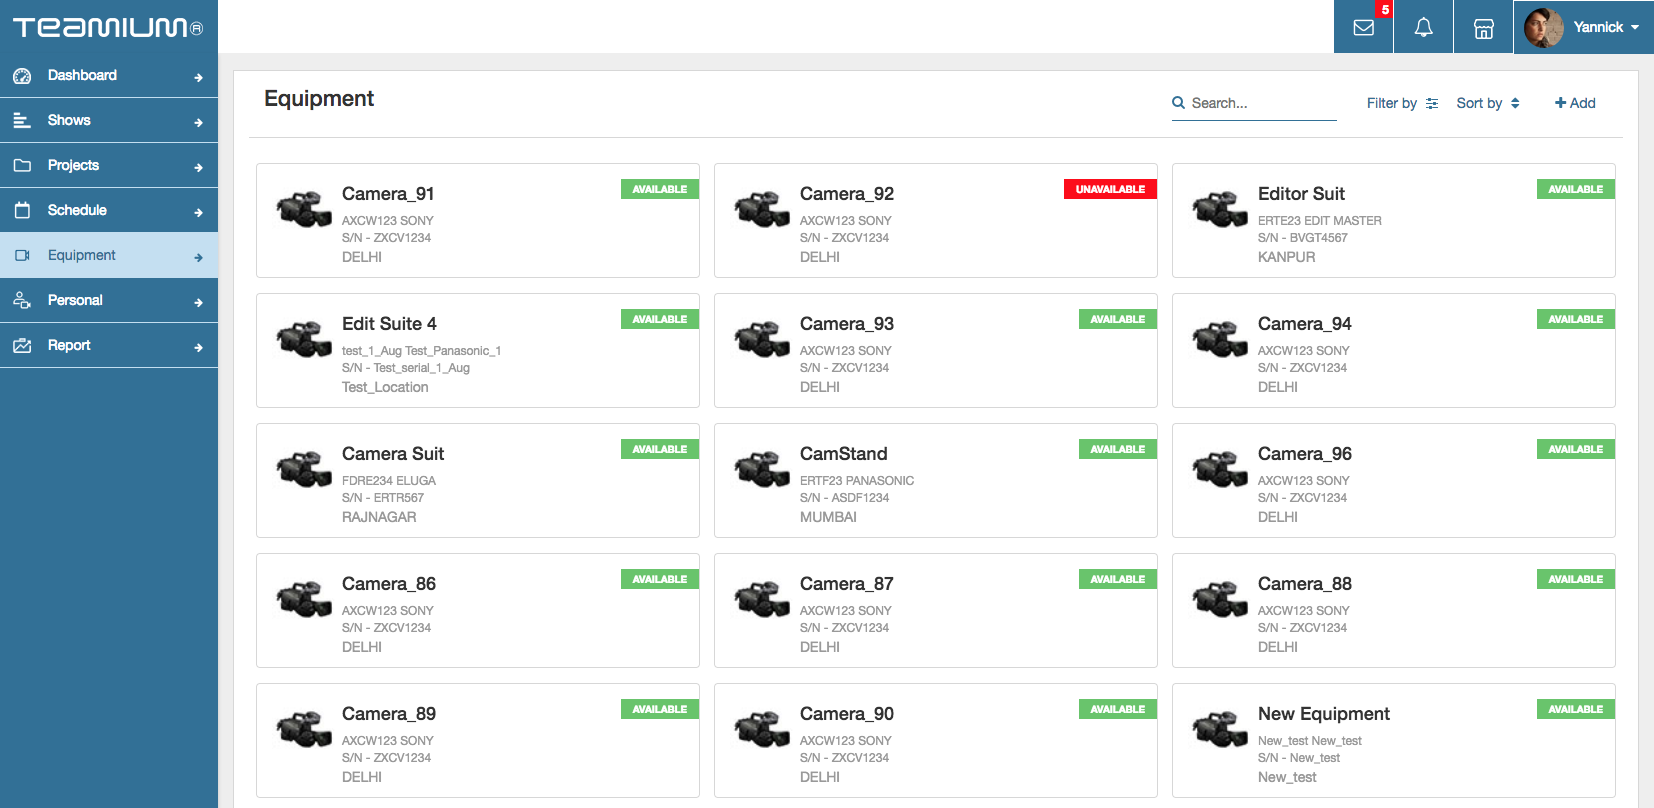 TEAMIUM®
5
Yannick
Dashboard
Shows
Projects
Schedule
Equipment
Personal
Report
Equipment
Search...
Filter by
Sort by
+ Add
Camera_91
AVAILABLE
AXCW123 SONY
S/N - ZXCV1234
DELHI
Camera_92
UNAVAILABLE
AXCW123 SONY
S/N - ZXCV1234
DELHI
Editor Suit
AVAILABLE
ERTE23 EDIT MASTER
S/N - BVGT4567
KANPUR
Edit Suite 4
AVAILABLE
test_1_Aug Test_Panasonic_1
S/N - Test_serial_1_Aug
Test_Location
Camera_93
AVAILABLE
AXCW123 SONY
S/N - ZXCV1234
DELHI
Camera_94
AVAILABLE
AXCW123 SONY
S/N - ZXCV1234
DELHI
Camera Suit
AVAILABLE
FDRE234 ELUGA
S/N - ERTR567
RAJNAGAR
CamStand
AVAILABLE
ERTF23 PANASONIC
S/N - ASDF1234
MUMBAI
Camera_96
AVAILABLE
AXCW123 SONY
S/N - ZXCV1234
DELHI
Camera_86
AVAILABLE
AXCW123 SONY
S/N - ZXCV1234
DELHI
Camera_87
AVAILABLE
AXCW123 SONY
S/N - ZXCV1234
DELHI
Camera_88
AVAILABLE
AXCW123 SONY
S/N - ZXCV1234
DELHI
Camera_89
AVAILABLE
AXCW123 SONY
S/N - ZXCV1234
DELHI
Camera_90
AVAILABLE
AXCW123 SONY
S/N - ZXCV1234
DELHI
New Equipment
AVAILABLE
New_test New_test
S/N - New_test
New_test